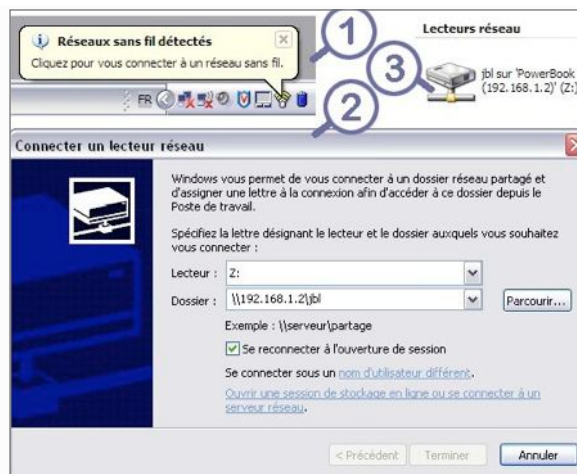 Réseaux sans fil détectés
Cliquez pour vous connecter à un réseau sans fil.
1
FR
2
Lecteurs réseau
3
jbl sur 'PowerBook
(192.168.1.2)' (Z:)
Connecter un lecteur réseau
Windows vous permet de vous connecter à un dossier réseau partagé et
d'assigner une lettre à la connexion afin d'accéder à ce dossier depuis le
Poste de travail.
Spécifiez la lettre désignant le lecteur et le dossier auxquels vous souhaitez
vous connecter :
Lecteur : Z:
Dossier : \\192.168.1.2\jbl Parcourir...
Exemple : \\serveur\partage
Se reconnecter à l'ouverture de session
Se connecter sous un nom d'utilisateur différent.
Ouvrir une session de stockage en ligne ou se connecter à un
serveur réseau.
< Précédent Terminer Annuler